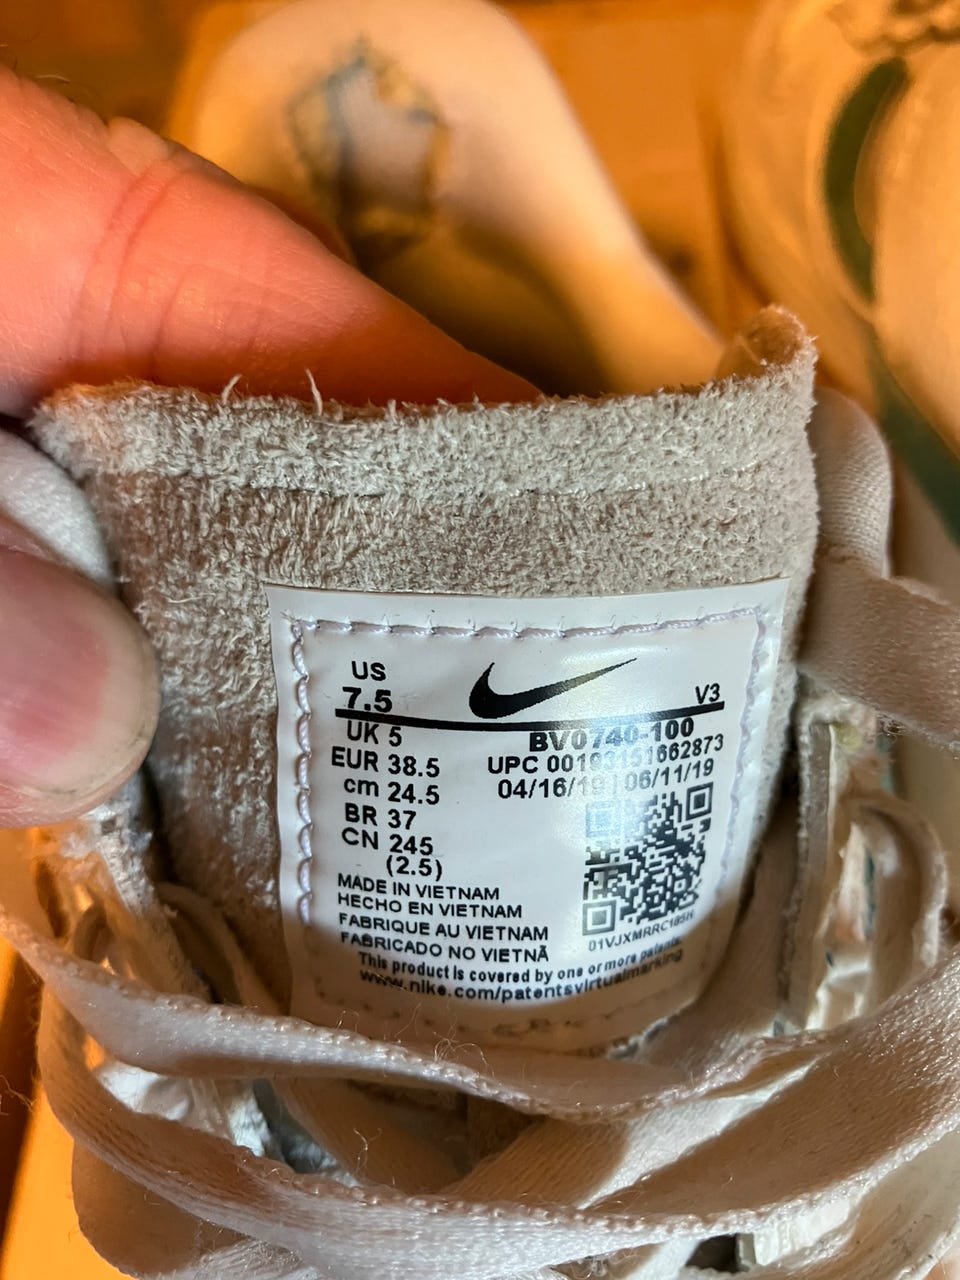 US
7.5
V3
UK 5
EUR 38.5
cm 24.5
BR 37
CN 245
(2.5)
BV0740-100
UPC 00193151662873
04/16/19 | 06/11/19
MADE IN VIETNAM
HECHO EN VIETNAM
FABRIQUE AU VIETNAM
FABRICADO NO VIETNÃ
01VJXMRRC183H
This product is covered by one or more patents.
www.nike.com/patentsvirtualmarking